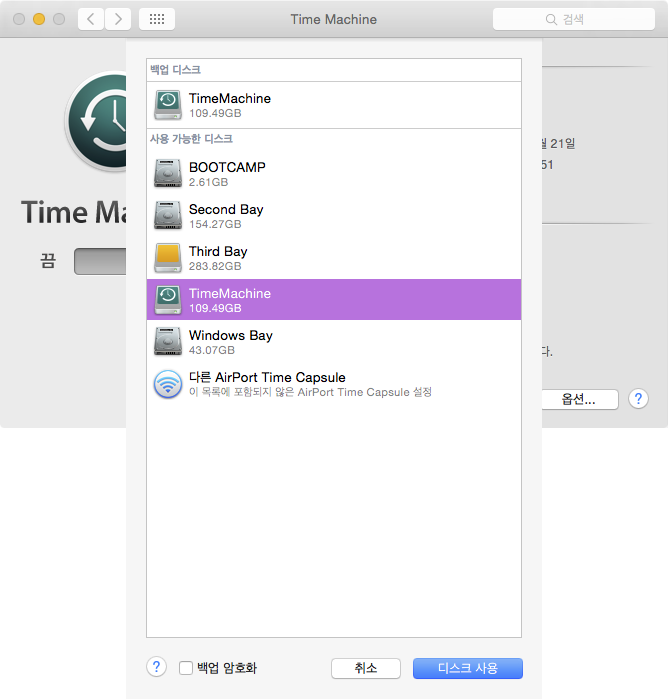 Time Machine
검색
백업 디스크
TimeMachine
109.49GB
사용 가능한 디스크
BOOTCAMP
2.61GB
Second Bay
154.27GB
Third Bay
283.82GB
TimeMachine
109.49GB
Windows Bay
43.07GB
다른 AirPort Time Capsule
이 목록에 포함되지 않은 AirPort Time Capsule 설정
월 21일
51
Time Ma
끔
다.
옵션...
?
?
백업 암호화
취소
디스크 사용